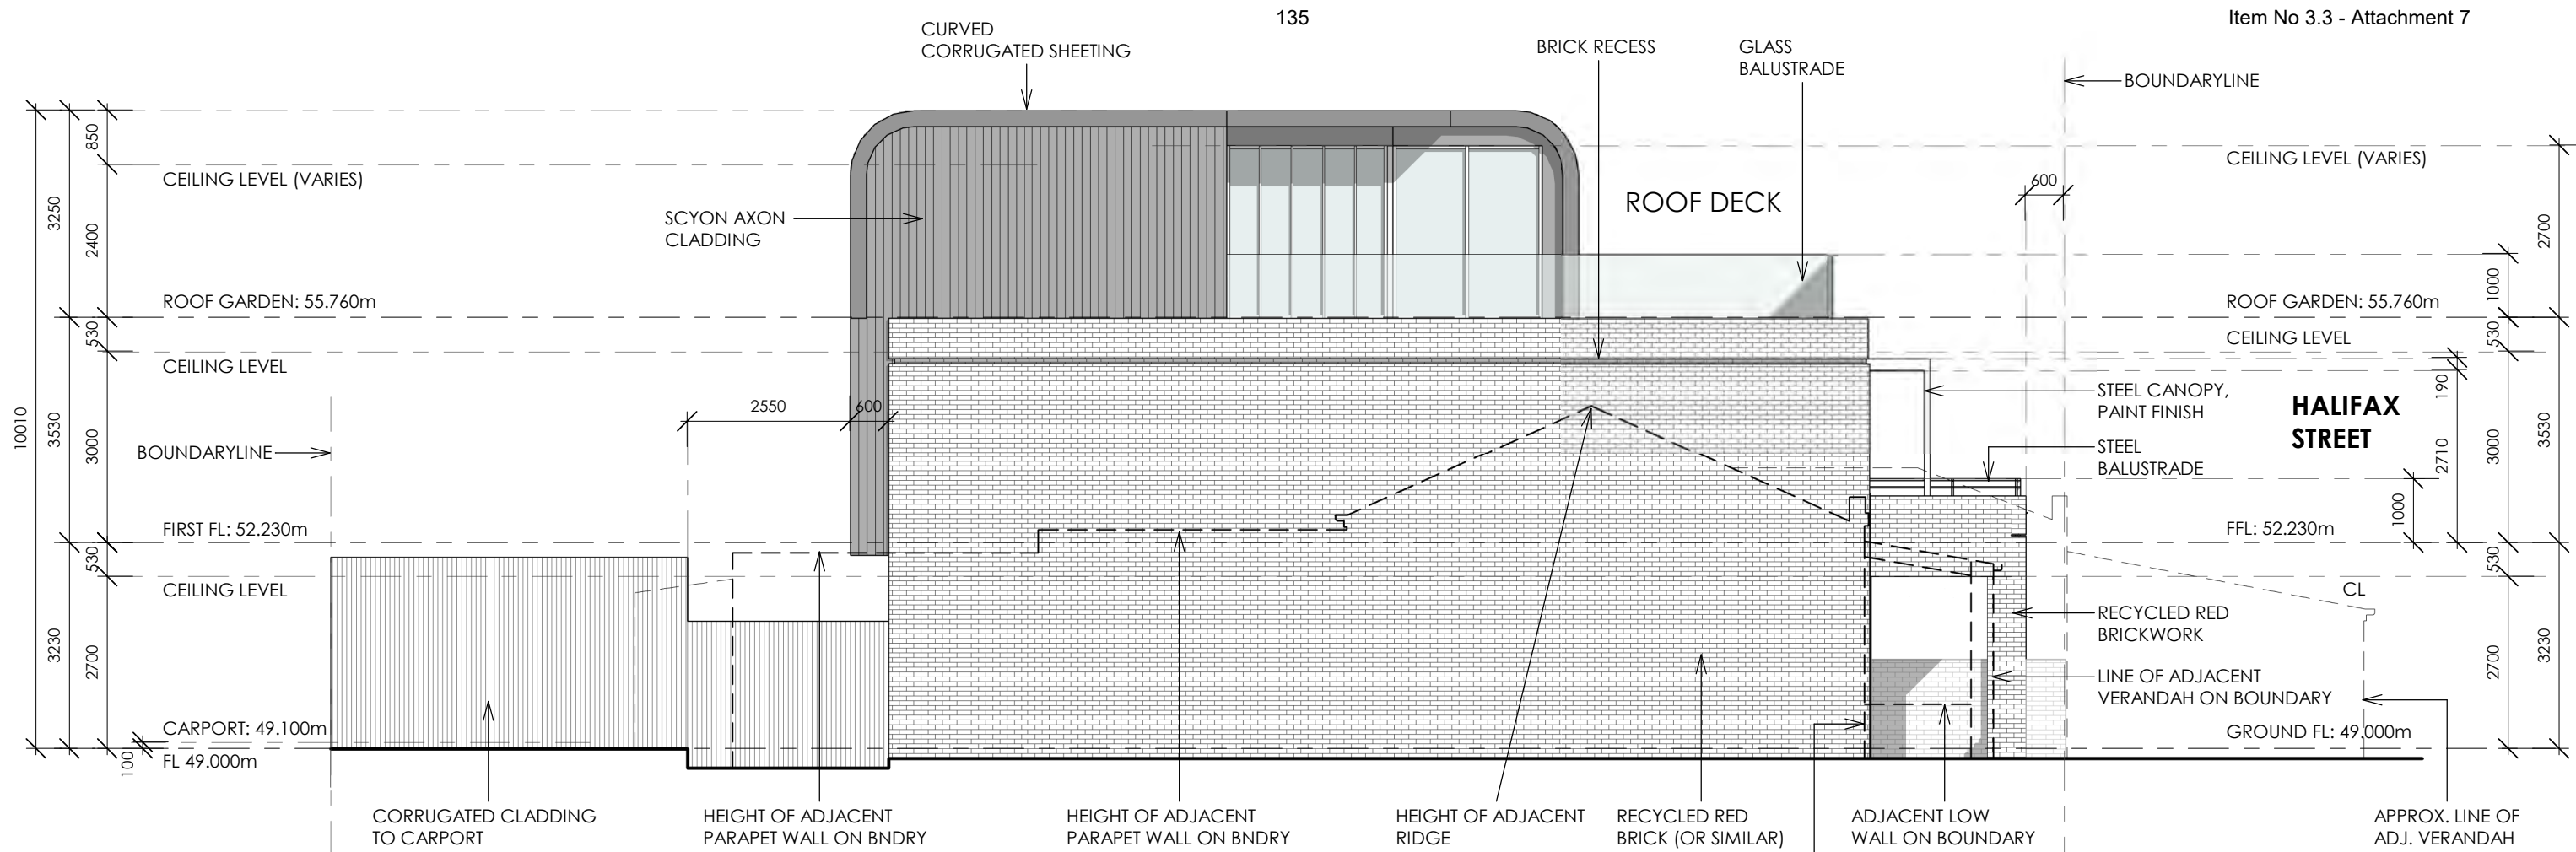 135
Item No 3.3 - Attachment 7
CURVED
CORRUGATED SHEETING
BRICK RECESS
GLASS
BALUSTRADE
BOUNDARYLINE
850
CEILING LEVEL (VARIES)
CEILING LEVEL (VARIES)
600
3250
2400
SCYON AXON
CLADDING
ROOF DECK
2700
1000
ROOF GARDEN: 55.760m
ROOF GARDEN: 55.760m
530
CEILING LEVEL
530
CEILING LEVEL
10010
3530
3000
2550
600
BOUNDARYLINE
STEEL CANOPY,
PAINT FINISH
STEEL
BALUSTRADE
HALIFAX
STREET
190
2710
3000
3530
1000
FIRST FL: 52.230m
FFL: 52.230m
530
CEILING LEVEL
530
CL
3230
2700
RECYCLED RED
BRICKWORK
LINE OF ADJACENT
VERANDAH ON BOUNDARY
2700
3230
CARPORT: 49.100m
GROUND FL: 49.000m
100
FL 49.000m
CORRUGATED CLADDING
TO CARPORT
HEIGHT OF ADJACENT
PARAPET WALL ON BNDRY
HEIGHT OF ADJACENT
PARAPET WALL ON BNDRY
HEIGHT OF ADJACENT
RIDGE
RECYCLED RED
BRICK (OR SIMILAR)
ADJACENT LOW
WALL ON BOUNDARY
APPROX. LINE OF
ADJ. VERANDAH